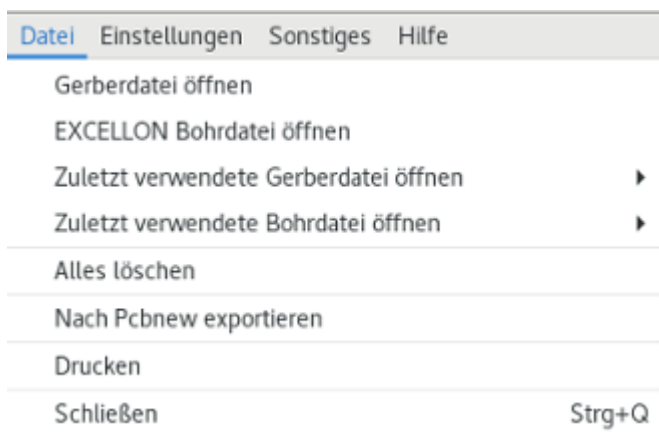 Datei Einstellungen Sonstiges Hilfe
Gerberdatei öffnen
EXCELLON Bohrdatei öffnen
Zuletzt verwendete Gerberdatei öffnen
Zuletzt verwendete Bohrdatei öffnen
Alles löschen
Nach Pcbnew exportieren
Drucken
Schließen Strg+Q